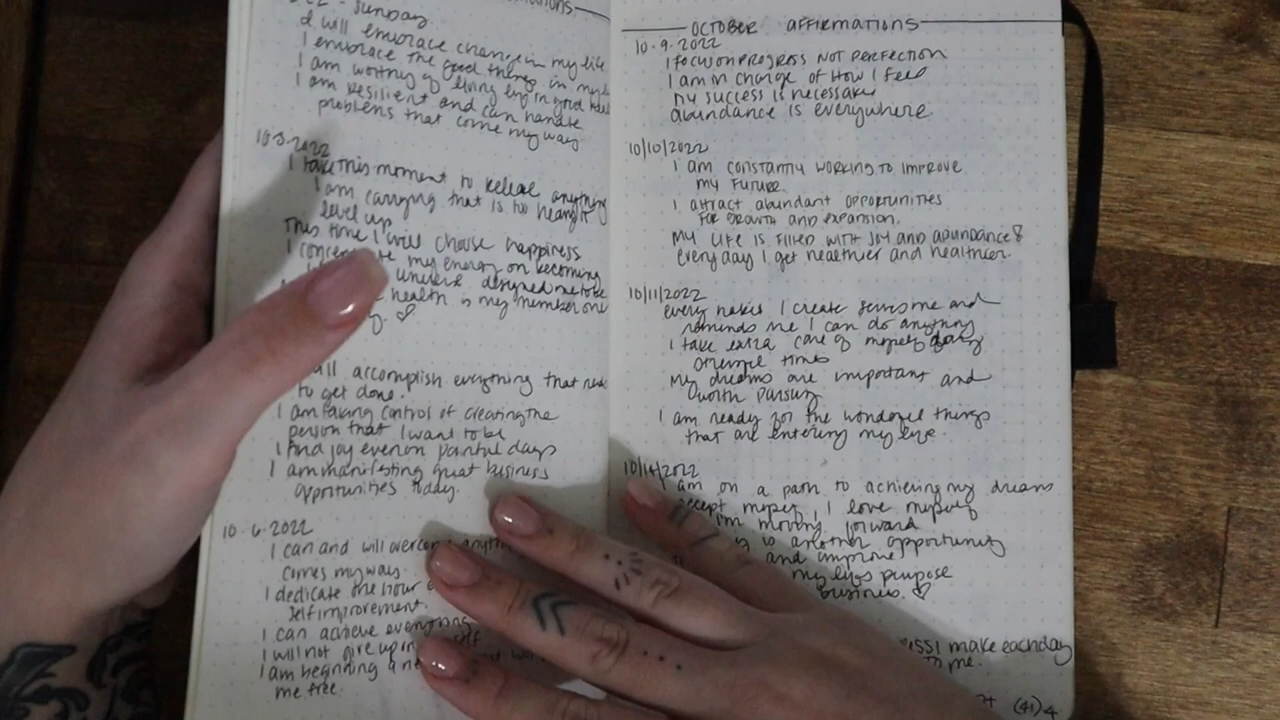 - Sunday
I will embrace change in my life
I embrace the good things in my life
I am worthy of living in good
I am resilient and can handle
problems that come my way
10.3.2022
I take this moment to release anything
I am carrying that is too heavy
level up
This time I will choose happiness
my energy on becoming
universe designed me to be
health is my number one
♡
will accomplish everything that
to get done.
I am taking control of creating the
person that I want to be
I find joy even on painful days
I am manifesting great business
opportunities today.
10.6.2022
I can and will
comes my way.
I dedicate one hour
self improvement.
I can achieve everything
I will not give up
I am beginning a
me free.
OCTOBER AFFIRMATIONS
10.9.2022
I focus on progress not perfection
I am in charge of how I feel
my success is necessary
abundance is everywhere
10/10/2022
I am constantly working to improve
my future.
I attract abundant opportunities
for growth and expansion.
My life is filled with joy and abundance &
everyday I get healthier and healthier.
10/11/2022
every I create serves me and
reminds me I can do anything
I take extra care of myself
times
My dreams are important and
worth pursuing
I am ready for the wonderful things
that are entering my life.
10/14/2022
I am on a path to achieving my dreams
accept myself, I love myself
I'm moving forward
is another opportunity
and improve
my life's purpose
business. ♡
I make each day
to me.
(41) 4